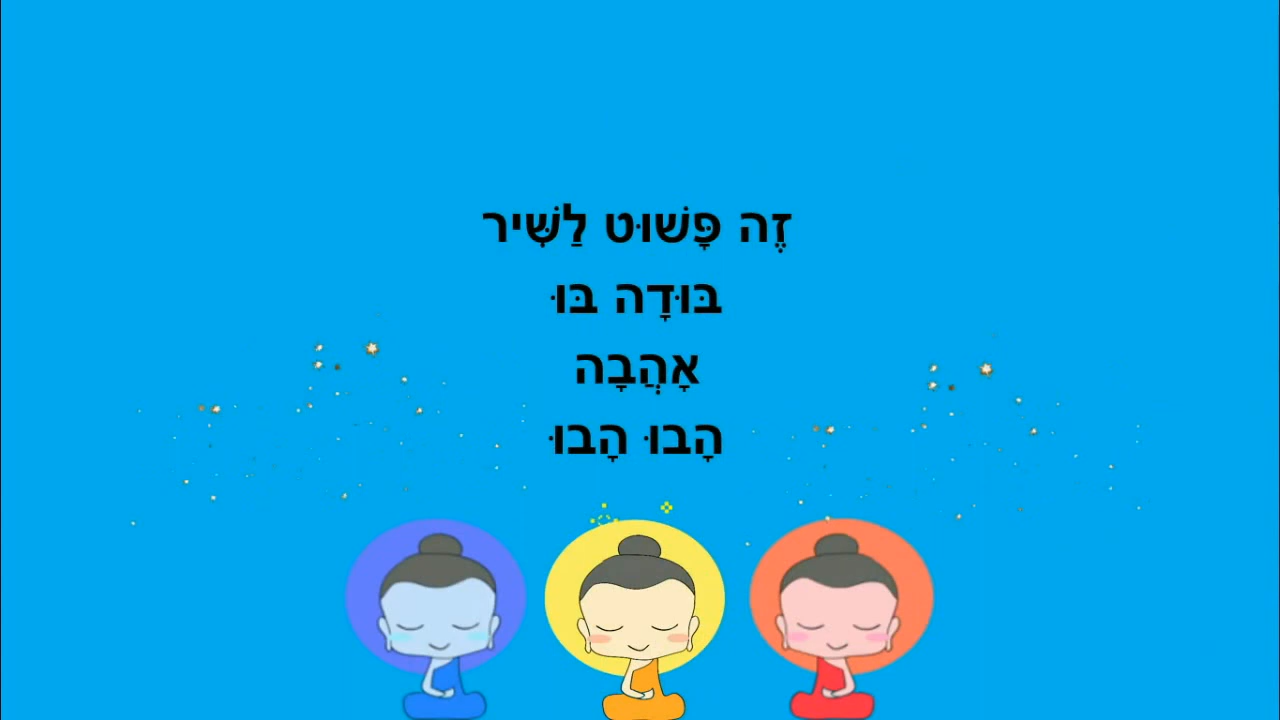 זֶה פָּשׁוּט לַשִּׁיר
בּוּדָה בּוּ
אָהֲבָה
הָבוּ הָבוּ